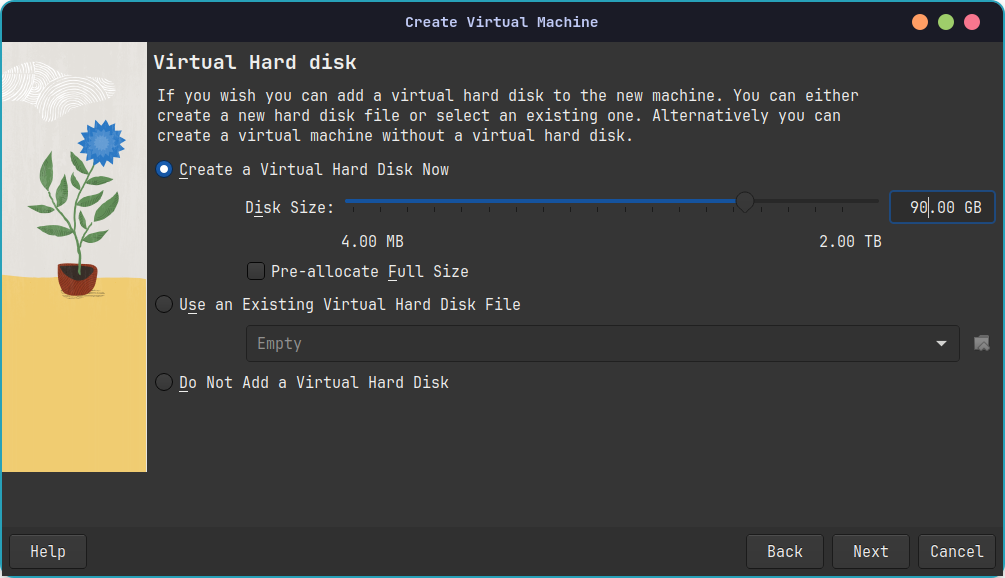 Create Virtual Machine
Virtual Hard disk
If you wish you can add a virtual hard disk to the new machine. You can either
create a new hard disk file or select an existing one. Alternatively you can
create a virtual machine without a virtual hard disk.
Create a Virtual Hard Disk Now
Disk Size:
90.00 GB
4.00 MB
2.00 TB
Pre-allocate Full Size
Use an Existing Virtual Hard Disk File
Empty
Do Not Add a Virtual Hard Disk
Help
Back
Next
Cancel